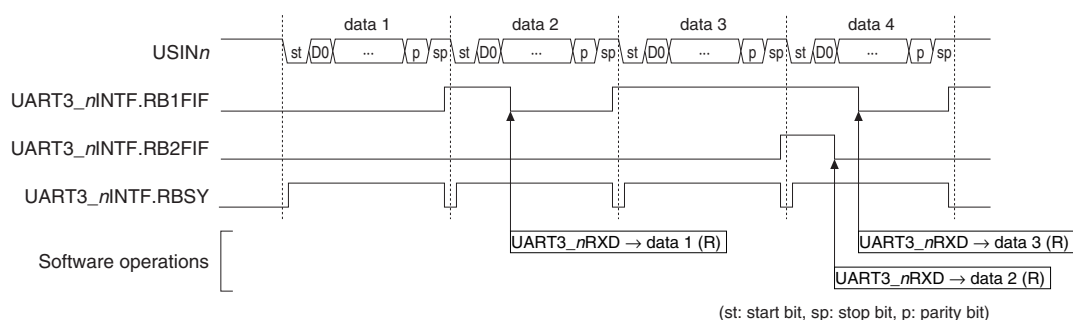 data 1 data 2 data 3 data 4
USINn st D0 ... p sp st D0 ... p sp st D0 ... p sp st D0 ... p sp
UART3_nINTF.RB1FIF
UART3_nINTF.RB2FIF
UART3_nINTF.RBSY
UART3_nRXD → data 1 (R) UART3_nRXD → data 3 (R)
Software operations
UART3_nRXD → data 2 (R)
(st: start bit, sp: stop bit, p: parity bit)